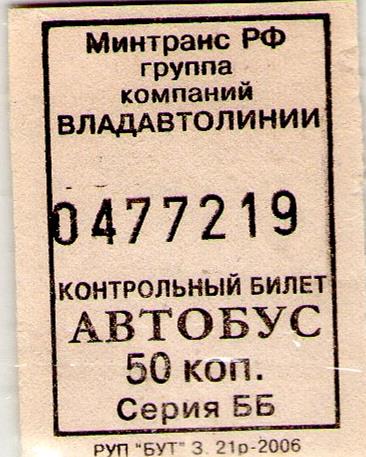 Минтранс РФ
группа
компаний
ВЛАДАВТОЛИНИИ
0477219
КОНТРОЛЬНЫЙ БИЛЕТ
АВТОБУС
50 коп.
Серия ББ
РУП "БУТ" З. 21р-2006